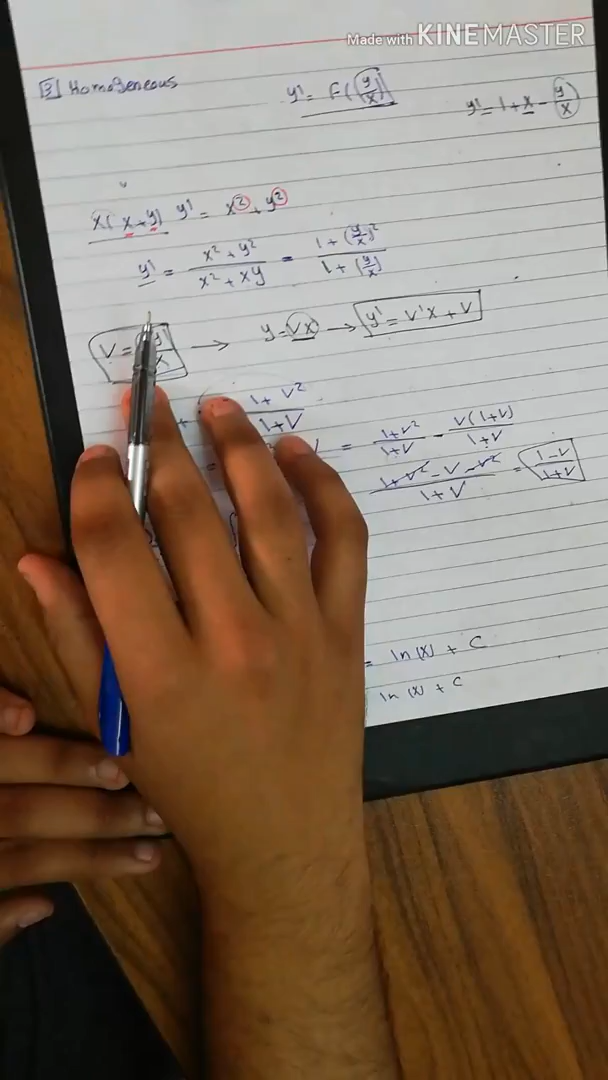 Made with KINEMASTER
[3] Homogeneous
y' = F(y/x)
y' = 1 + x - y/x
x(x+y) y' = x² + y²
y' = (x² + y²)/(x² + xy) = (1 + (y/x)²)/(1 + (y/x))
V = y/x → y = Vx → y' = V'x + V
+ (1 + V²)/(1+V)
= (1+V²)/(1+V) - V(1+V)/(1+V)
(1+V² - V - V²)/(1+V) = (1-V)/(1+V)
= ln(x) + C
ln(x) + C